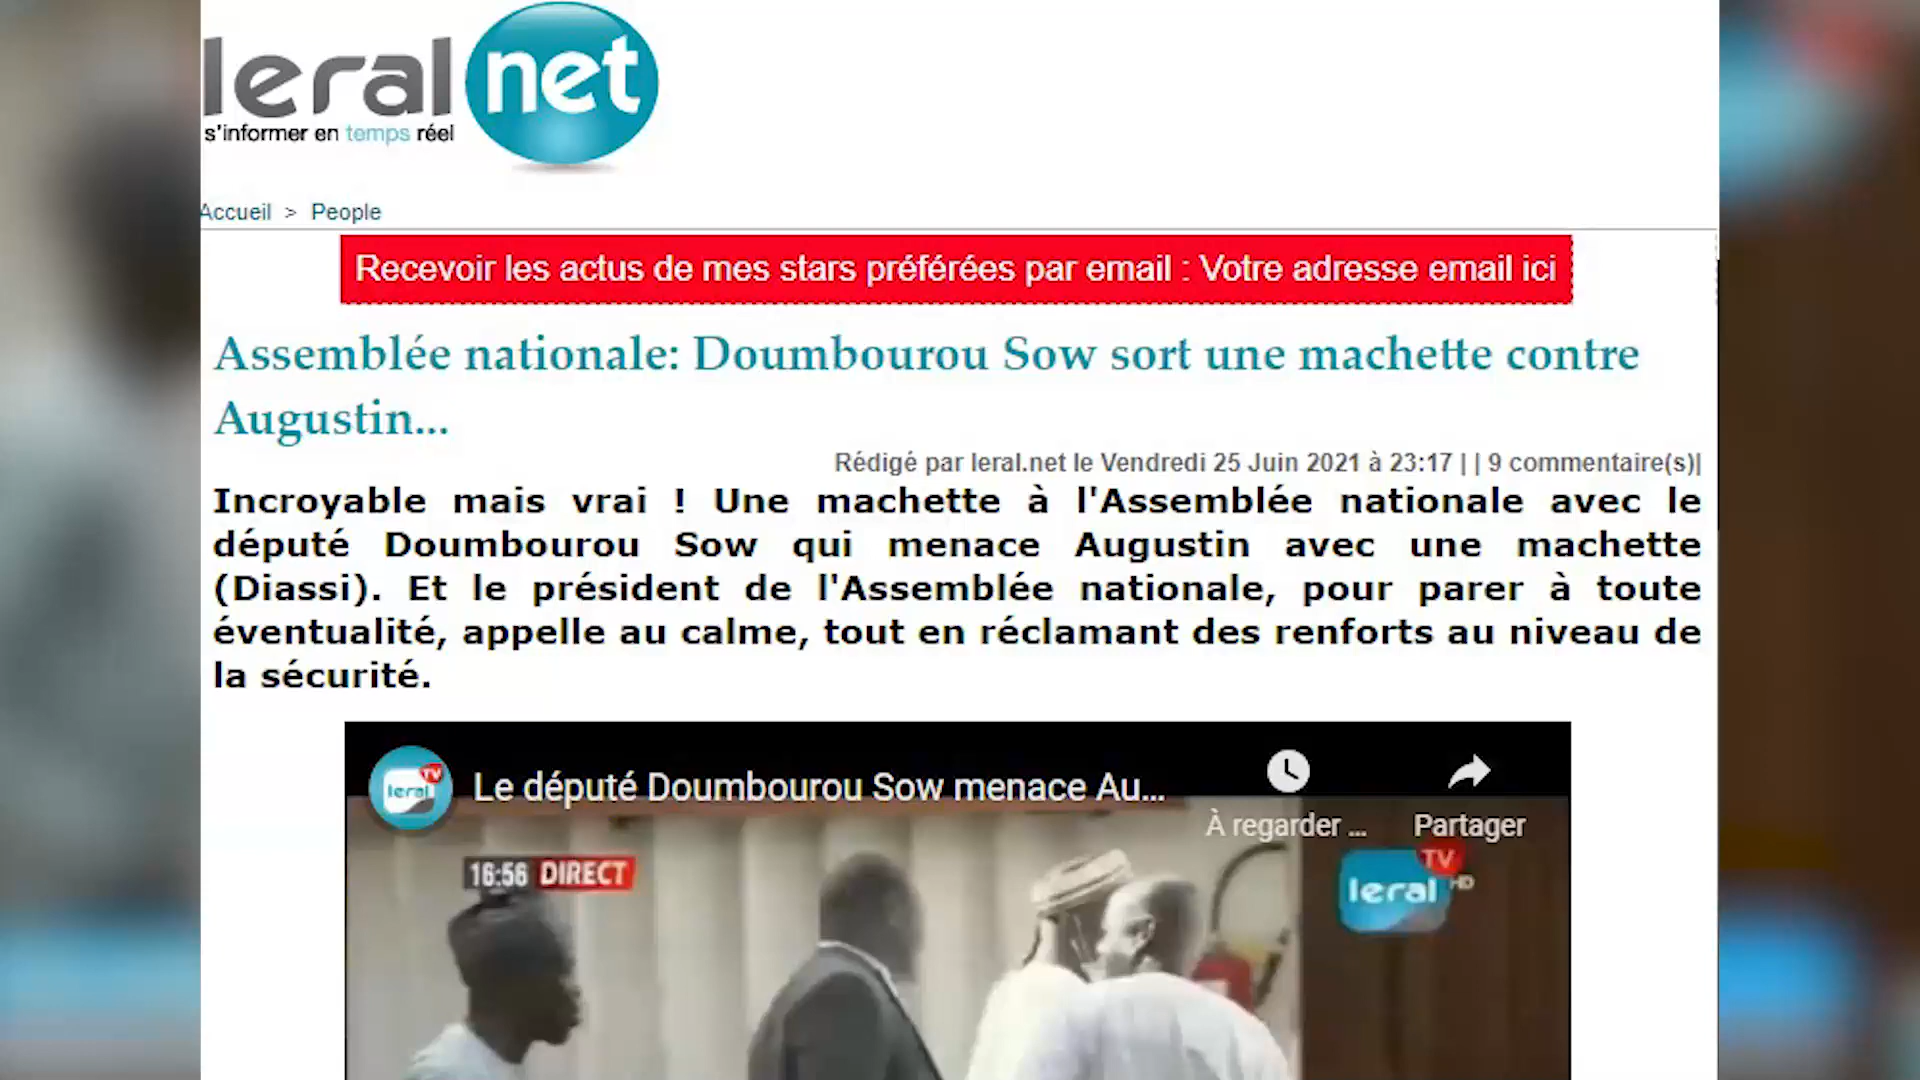 leral net
s'informer en temps réel
Accueil > People
Recevoir les actus de mes stars préférées par email : Votre adresse email ici
Assemblée nationale: Doumbourou Sow sort une machette contre
Augustin...
Rédigé par leral.net le Vendredi 25 Juin 2021 à 23:17 | | 9 commentaire(s)|
Incroyable mais vrai ! Une machette à l'Assemblée nationale avec le
député Doumbourou Sow qui menace Augustin avec une machette
(Diassi). Et le président de l'Assemblée nationale, pour parer à toute
éventualité, appelle au calme, tout en réclamant des renforts au niveau de
la sécurité.
leral TV
Le député Doumbourou Sow menace Au...
À regarder ...
Partager
16:56 DIRECT
leral TV HD